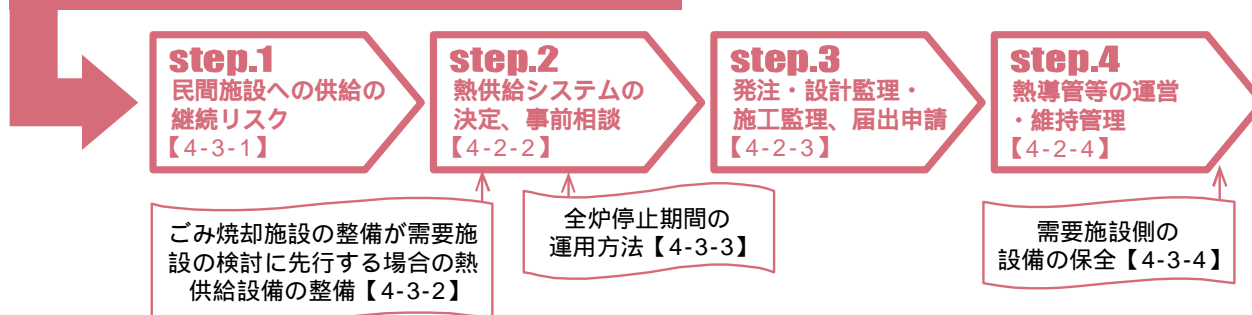 step.1
民間施設への供給の
継続リスク
【4-3-1】
step.2
熱供給システムの
決定、事前相談
【4-2-2】
step.3
発注・設計監理・
施工監理、届出申請
【4-2-3】
step.4
熱導管等の運営
・維持管理
【4-2-4】
ごみ焼却施設の整備が需要施
設の検討に先行する場合の熱
供給設備の整備【4-3-2】
全炉停止期間の
運用方法【4-3-3】
需要施設側の
設備の保全【4-3-4】